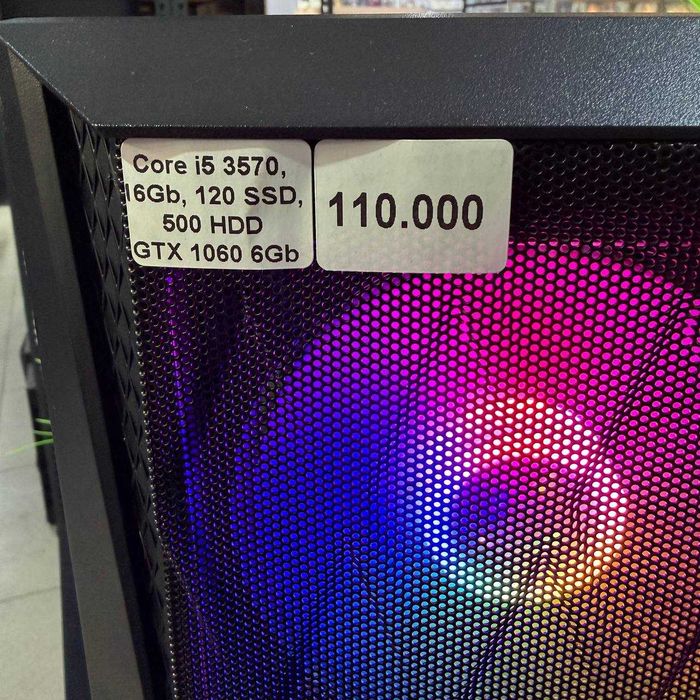 Core i5 3570,
16Gb, 120 SSD,
500 HDD
GTX 1060 6Gb
110.000